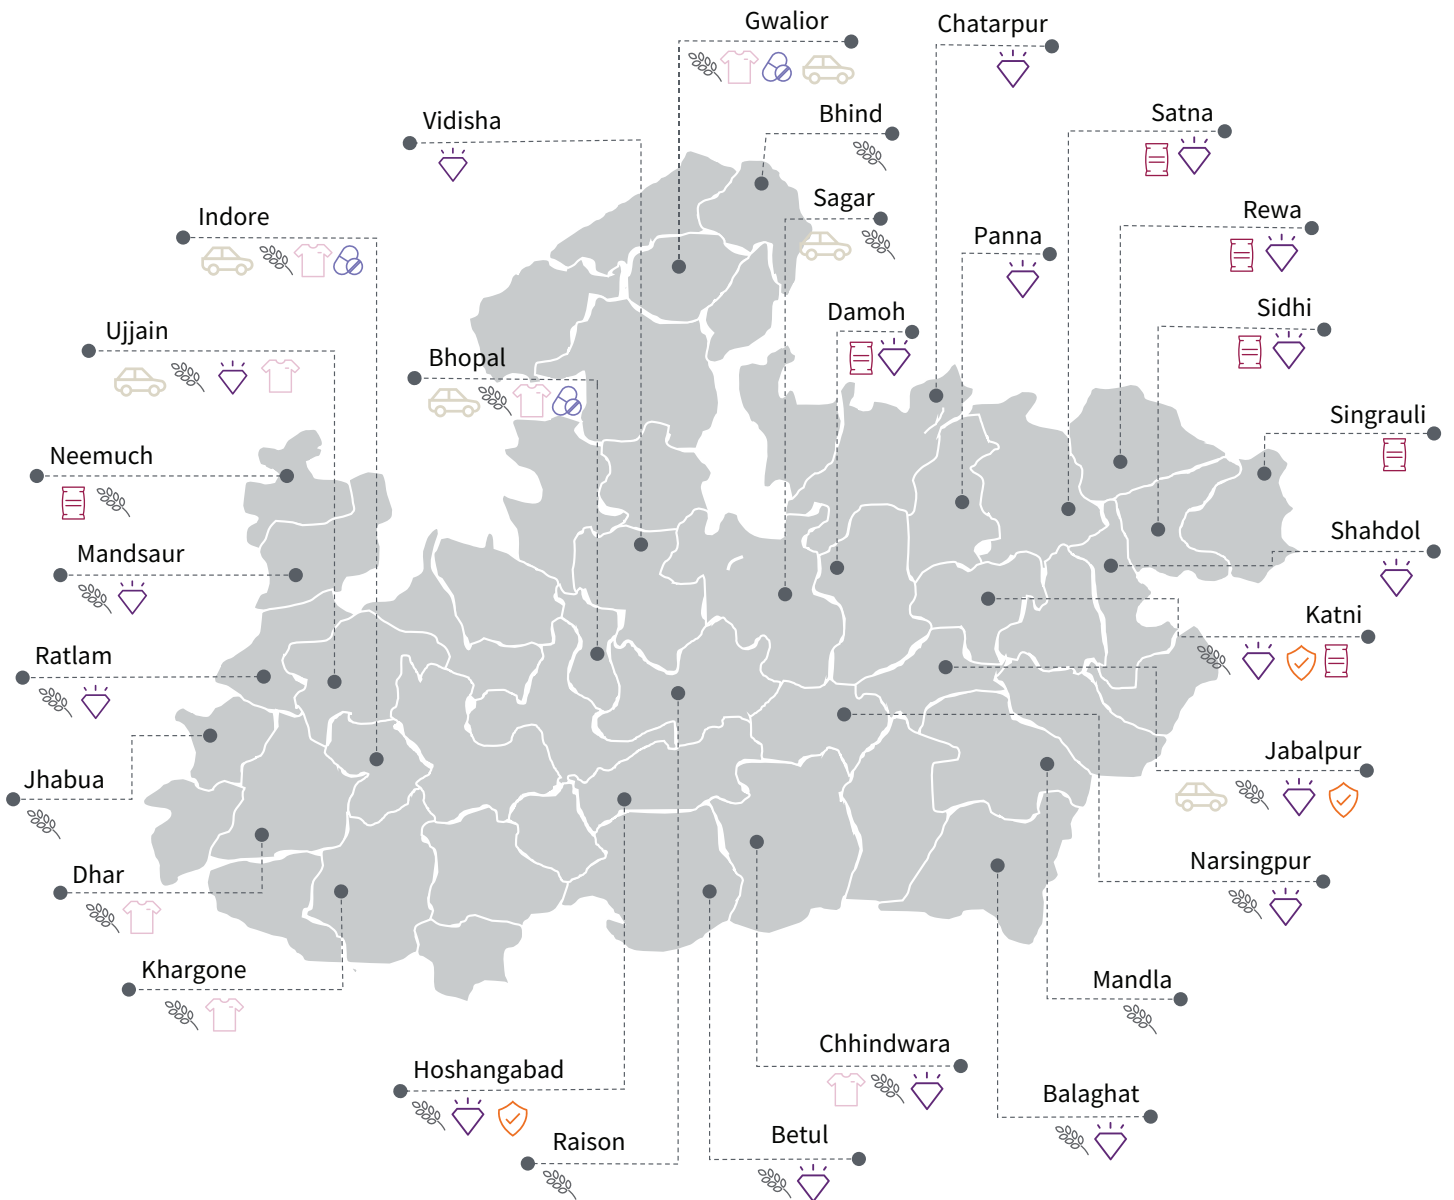 Gwalior
Chatarpur
Vidisha
Bhind
Satna
Indore
Sagar
Panna
Rewa
Ujjain
Bhopal
Damoh
Sidhi
Neemuch
Singrauli
Mandsaur
Shahdol
Ratlam
Katni
Jhabua
Jabalpur
Dhar
Narsingpur
Khargone
Mandla
Hoshangabad
Chhindwara
Raison
Betul
Balaghat